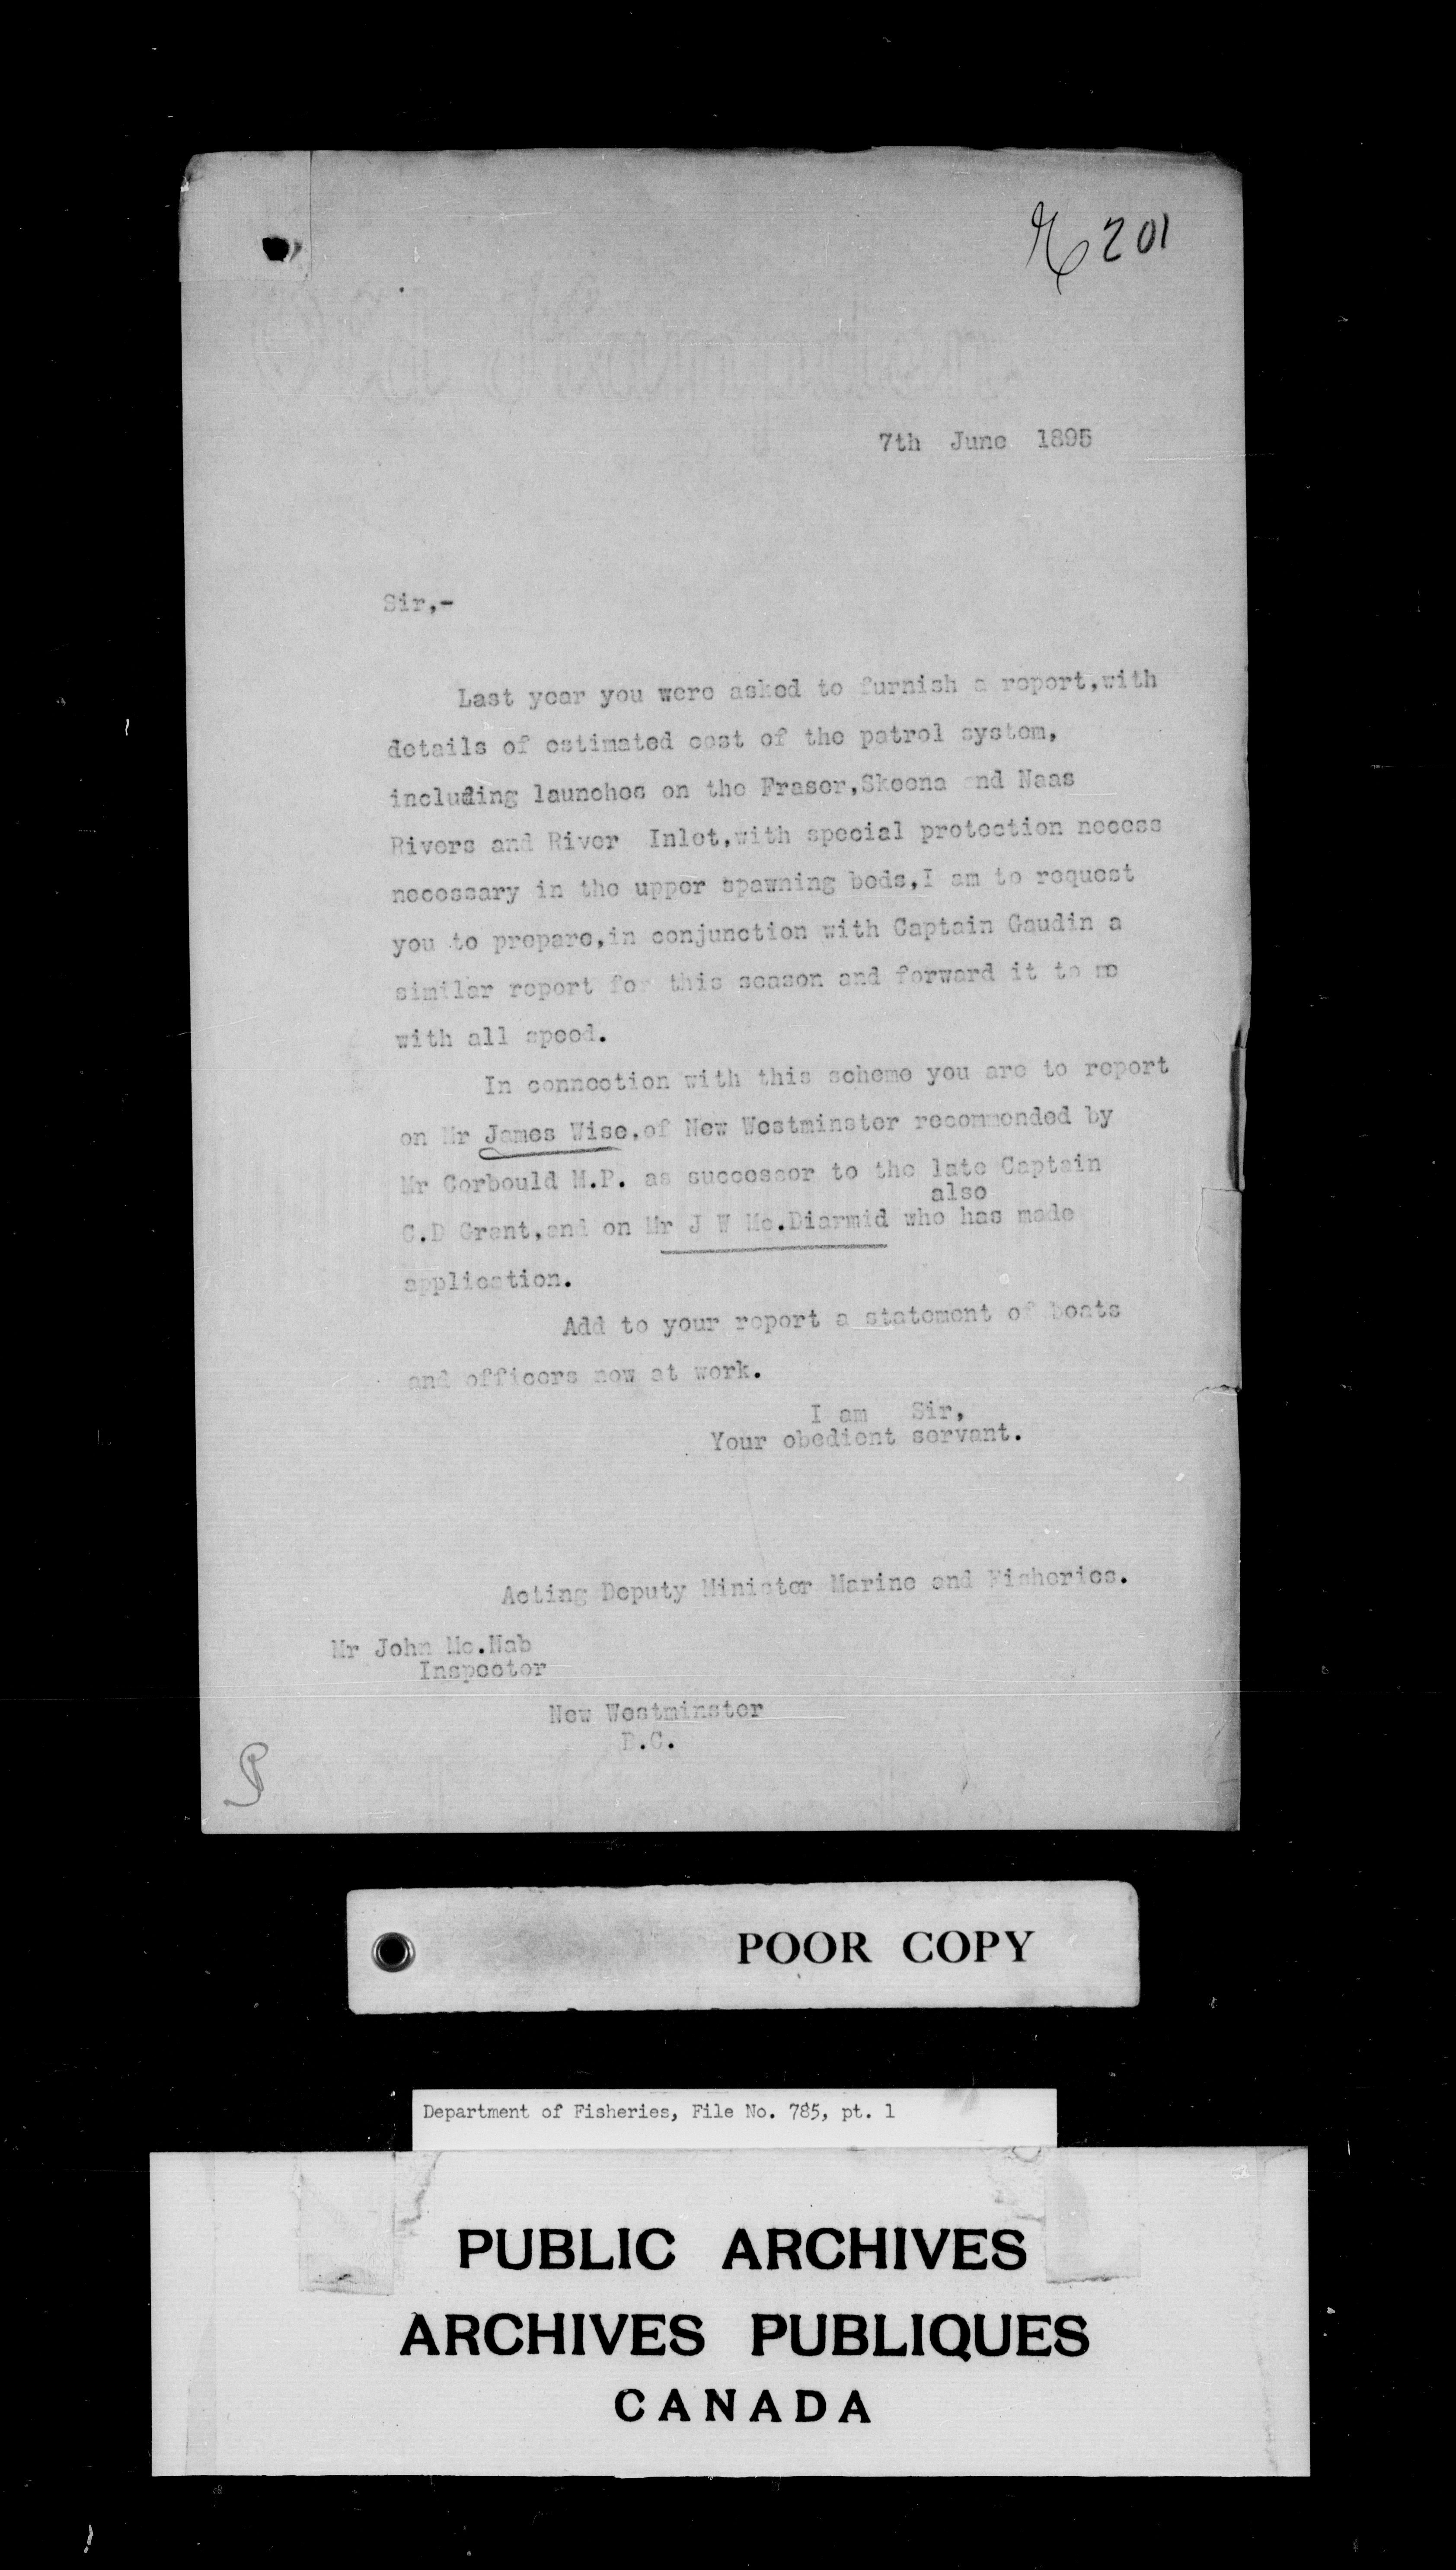 201
7th June 1895
Sir,-
Last year you were asked to furnish a report,with
details of estimated cost of the patrol system,
including launches on the Fraser,Skeena and Naas
Rivers and River Inlet,with special protection necess
necessary in the upper spawning beds,I am to request
you to prepare,in conjunction with Captain Gaudin a
similar report for this season and forward it to me
with all speed.
In connection with this scheme you are to report
on Mr James Wise,of New Westminster recommended by
Mr Corbould M.P. as successor to the late Captain
also
C.D Grant,and on Mr J W Mc.Diarmid who has made
application.
Add to your report a statement of boats
and officers now at work.
I am Sir,
Your obedient servant.
Acting Deputy Minister Marine and Fisheries.
Mr John Mc.Nab
Inspector
New Westminster
B.C.
POOR COPY
Department of Fisheries, File No. 785, pt. 1
PUBLIC ARCHIVES
ARCHIVES PUBLIQUES
CANADA